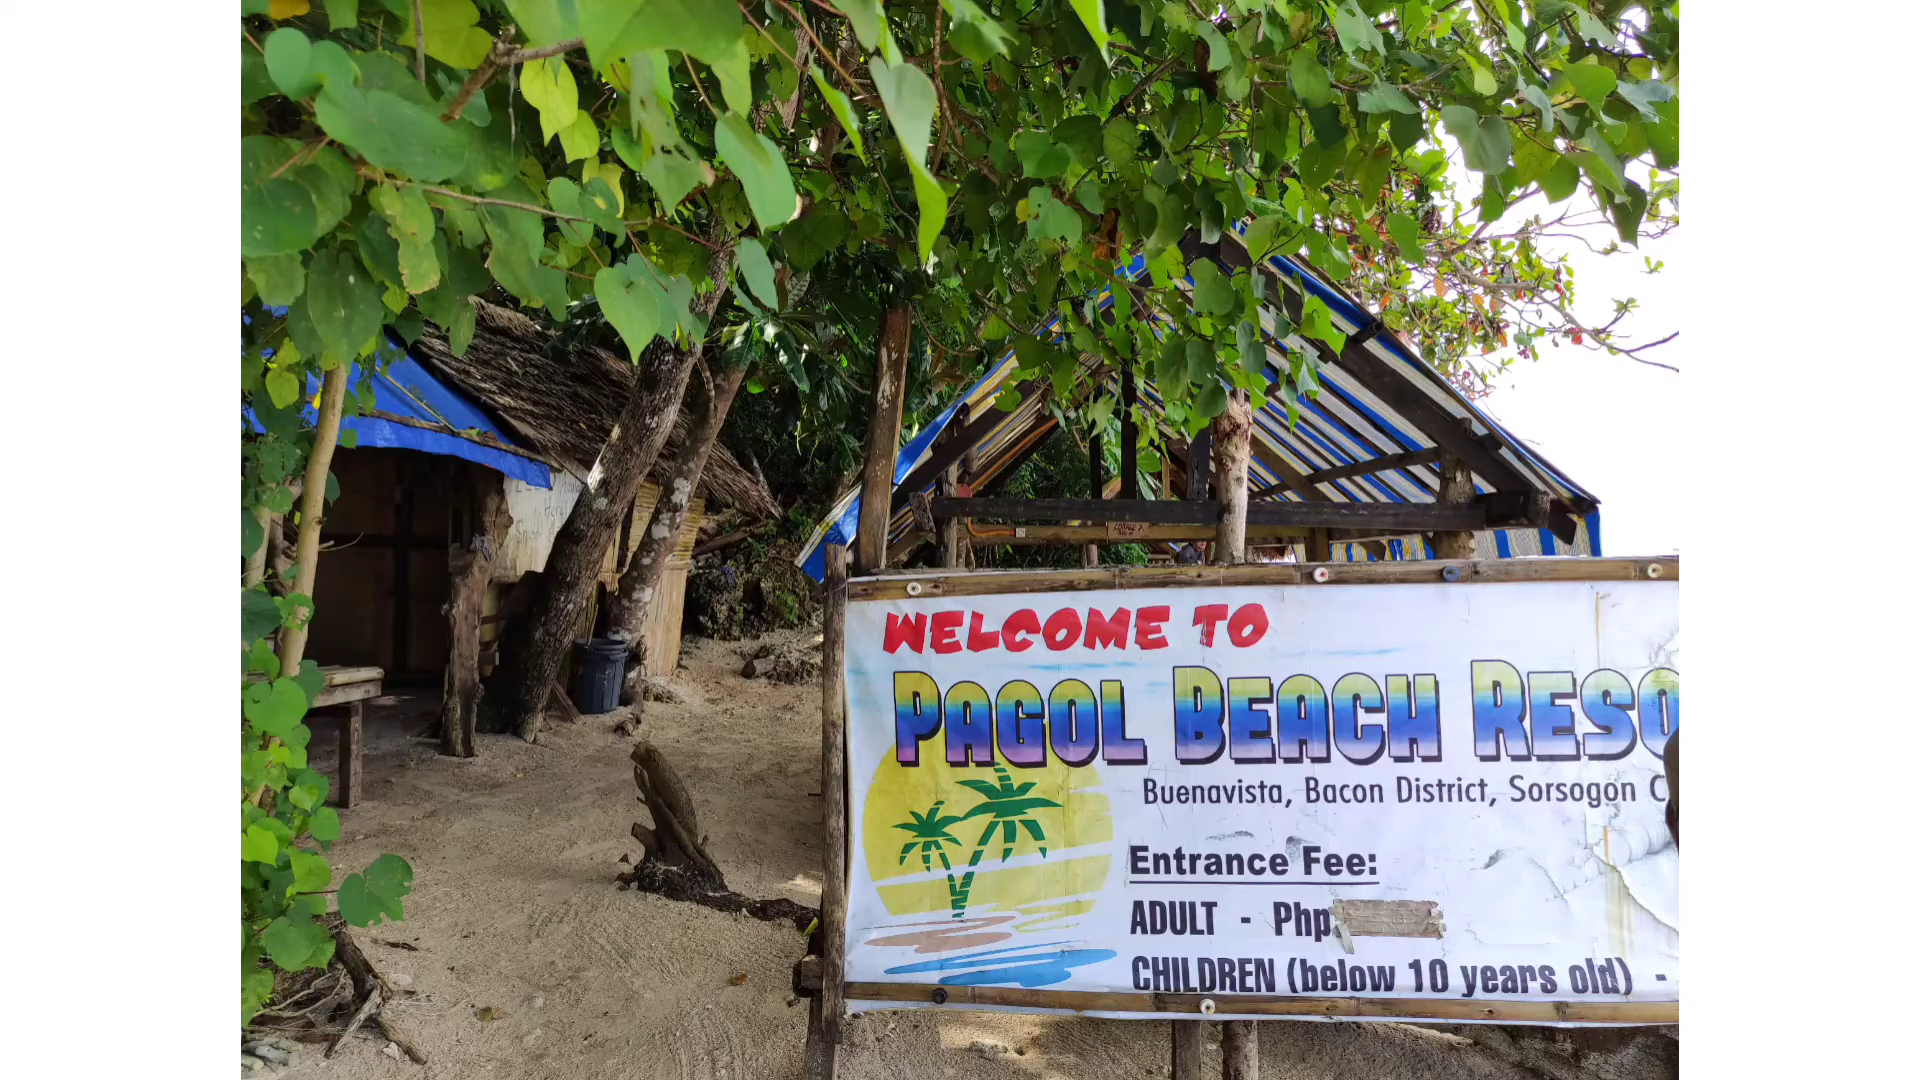 WELCOME TO
PAGOL BEACH RESO
Buenavista, Bacon District, Sorsogon C
Entrance Fee:
ADULT - Php
CHILDREN (below 10 years old) -